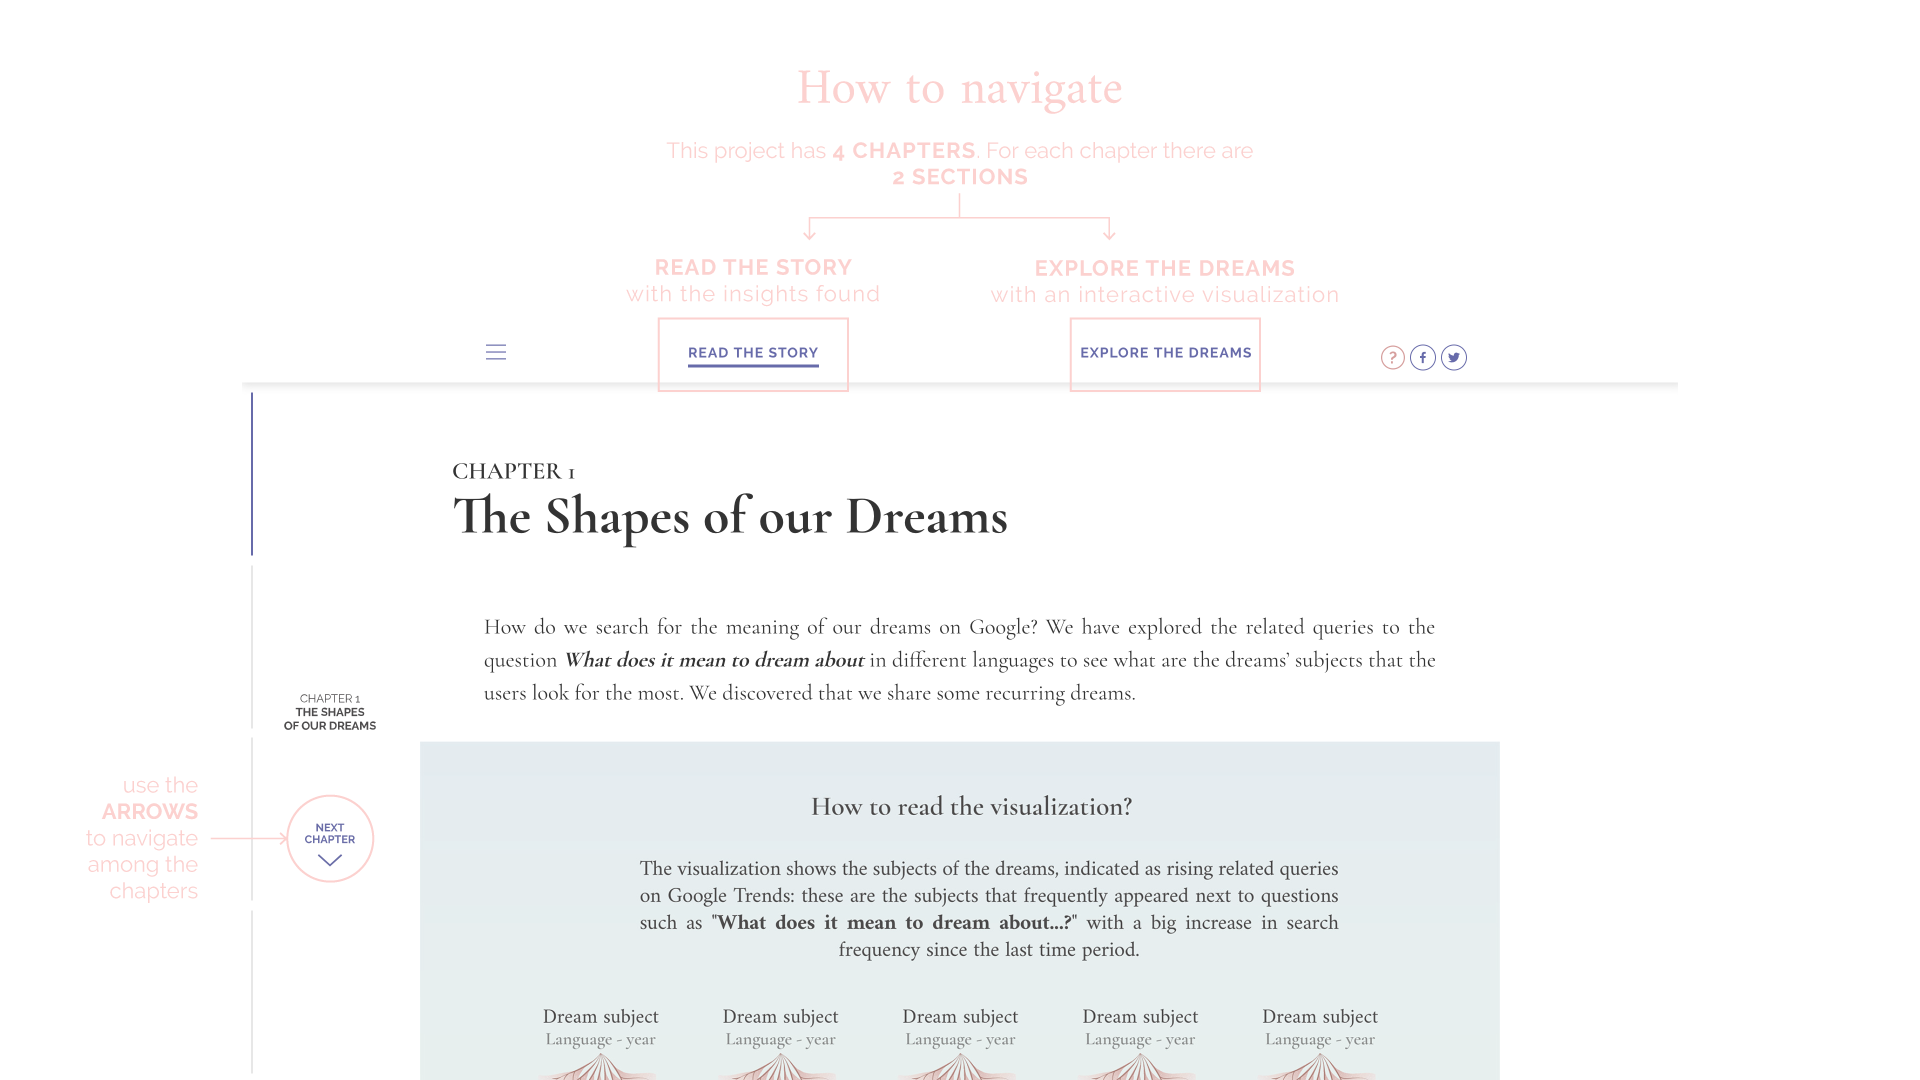 How to navigate
This project has 4 CHAPTERS. For each chapter there are
2 SECTIONS
READ THE STORY
with the insights found
EXPLORE THE DREAMS
with an interactive visualization
READ THE STORY
EXPLORE THE DREAMS
?
CHAPTER 1
The Shapes of our Dreams
How do we search for the meaning of our dreams on Google? We have explored the related queries to the
question What does it mean to dream about in different languages to see what are the dreams’ subjects that the
users look for the most. We discovered that we share some recurring dreams.
CHAPTER 1
THE SHAPES
OF OUR DREAMS
use the
ARROWS
to navigate
among the
chapters
NEXT
CHAPTER
How to read the visualization?
The visualization shows the subjects of the dreams, indicated as rising related queries
on Google Trends: these are the subjects that frequently appeared next to questions
such as "What does it mean to dream about...?" with a big increase in search
frequency since the last time period.
Dream subject
Language - year
Dream subject
Language - year
Dream subject
Language - year
Dream subject
Language - year
Dream subject
Language - year